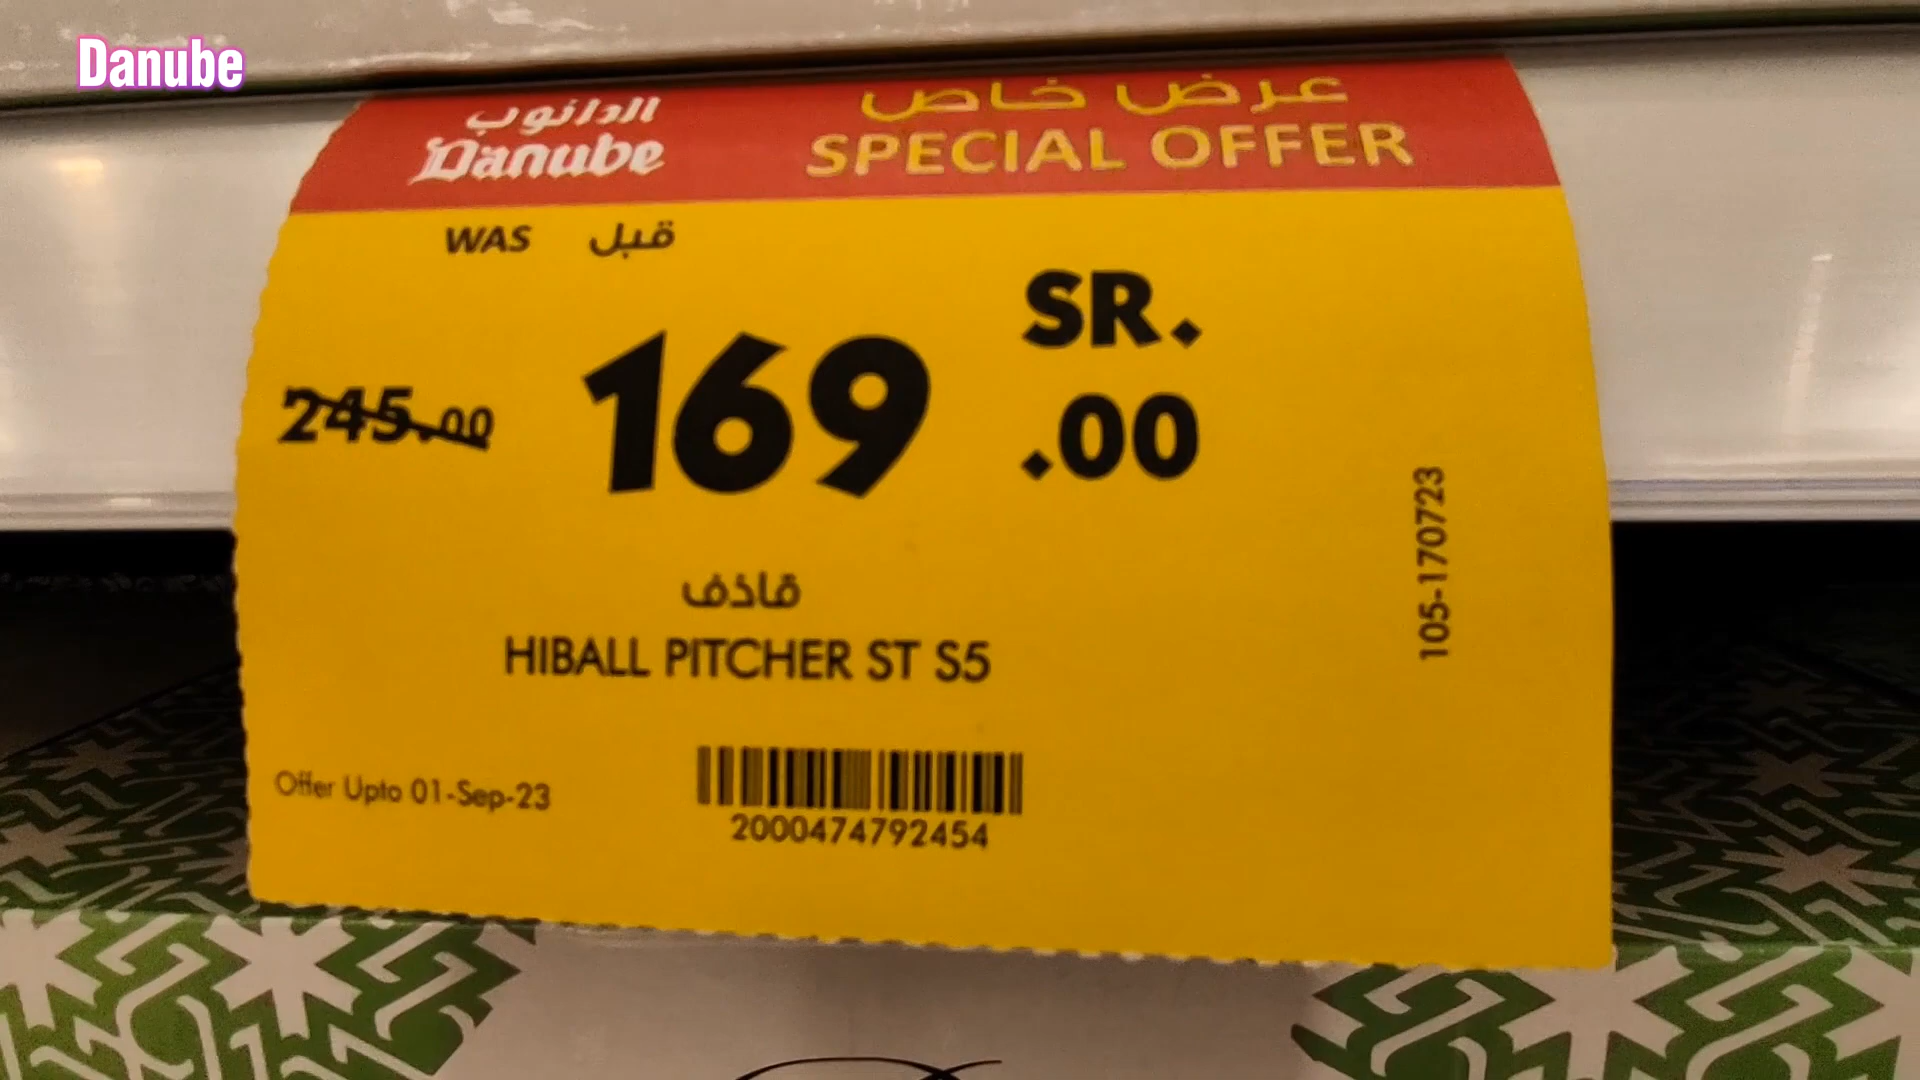 Danube
الدانوب
Danube
عرض خاص
SPECIAL OFFER
WAS قبل
245.00
169.00 SR.
قاذف
HIBALL PITCHER ST S5
Offer Upto 01-Sep-23
2000474792454
105-170723